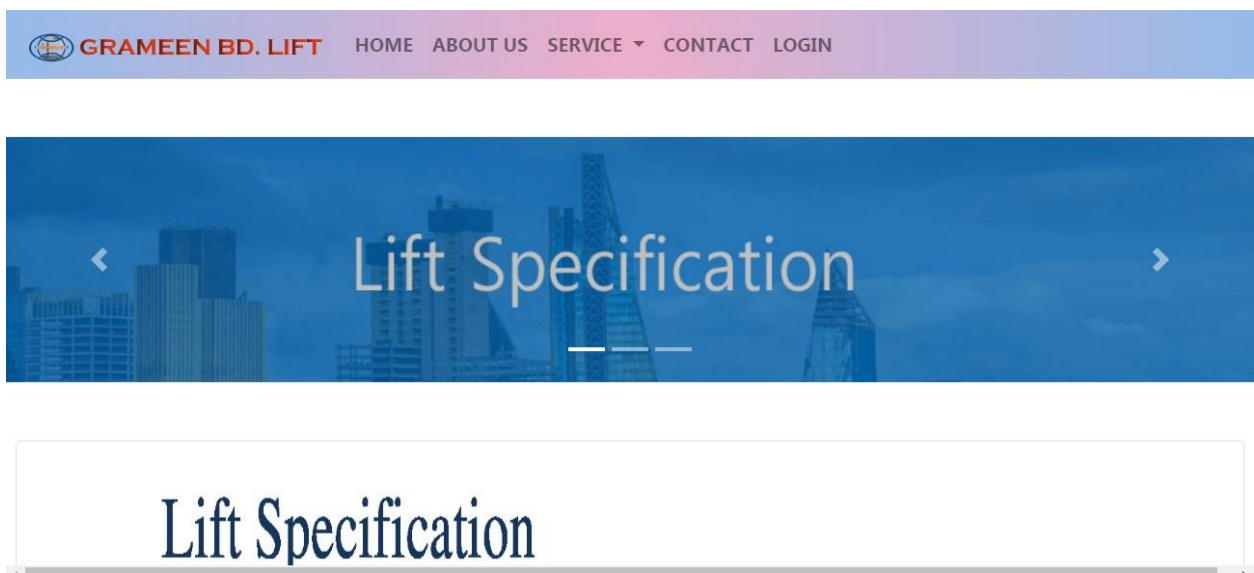 GRAMEEN BD. LIFT HOME ABOUT US SERVICE CONTACT LOGIN
Lift Specification
Lift Specification